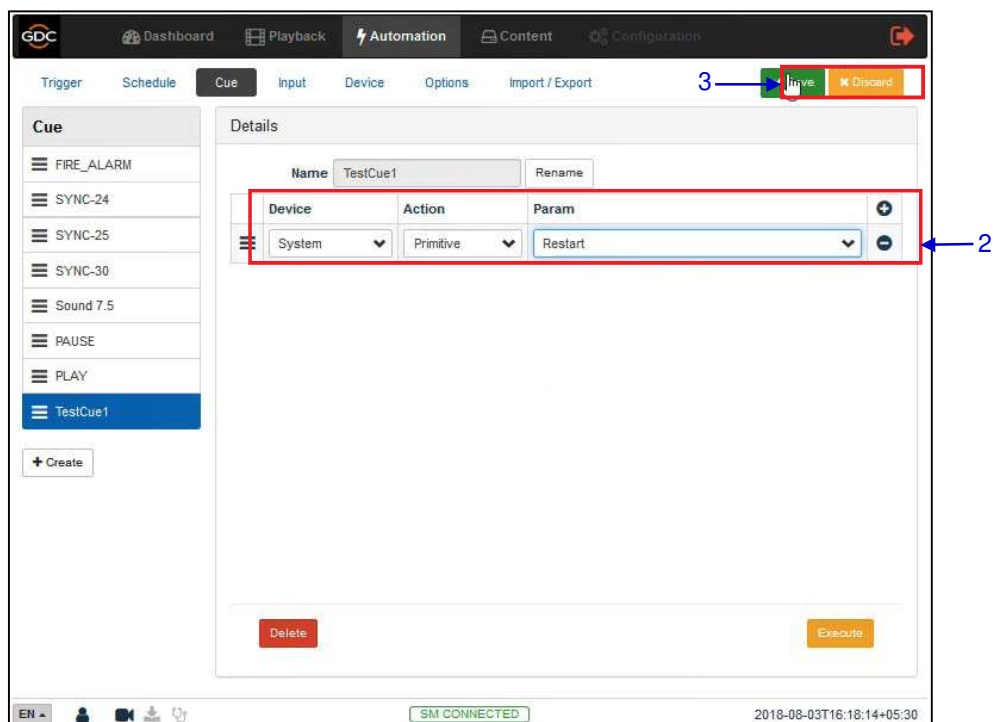 GDC Dashboard Playback Automation Content Configuration
Trigger Schedule Cue Input Device Options Import / Export 3 Discard
Cue
FIRE_ALARM
SYNC-24
SYNC-25
SYNC-30
Sound 7.5
PAUSE
PLAY
TestCue1
+ Create
Details
Name TestCue1 Rename
Device Action Param
System Primitive Restart 2
Delete Execute
EN SM CONNECTED 2018-08-03T16:18:14+05:30